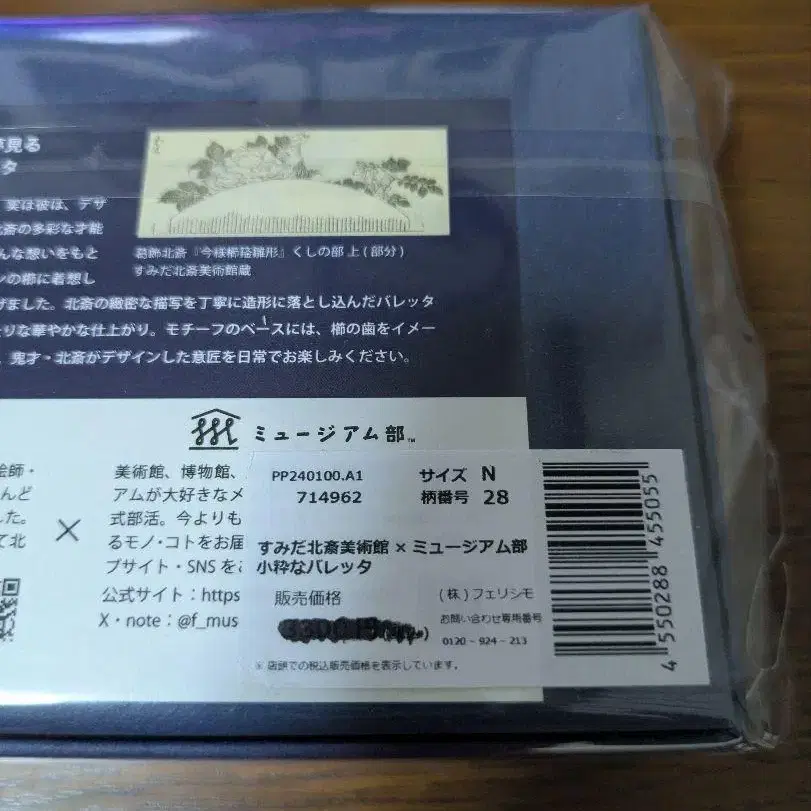 見る
タ
実は彼は、デザ
北斎の多彩な才能
んな想いをもと
ンの櫛に着想し
げました。北斎の緻密な描写を丁寧に造形に落とし込んだバレッタ
りな華やかな仕上がり。モチーフのベースには、櫛の歯をイメー
鬼才・北斎がデザインした意匠を日常でお楽しみください。
葛飾北斎『今様櫛𥮲雛形』くしの部 上(部分)
すみだ北斎美術館蔵
ミュージアム部™
絵師・
んど
した。
て北
×
美術館、博物館、
アムが大好きなメ
式部活。今よりも
るモノ・コトをお届
ブサイト・SNS を
公式サイト：https
X・note：@f_mus
PP240100.A1 サイズ N
714962 柄番号 28
すみだ北斎美術館 × ミュージアム部
小粋なバレッタ
販売価格 (株)フェリシモ
お問い合わせ専用番号
0120-924-213
※ 店頭での税込販売価格を表示しています。
4 550288 455055